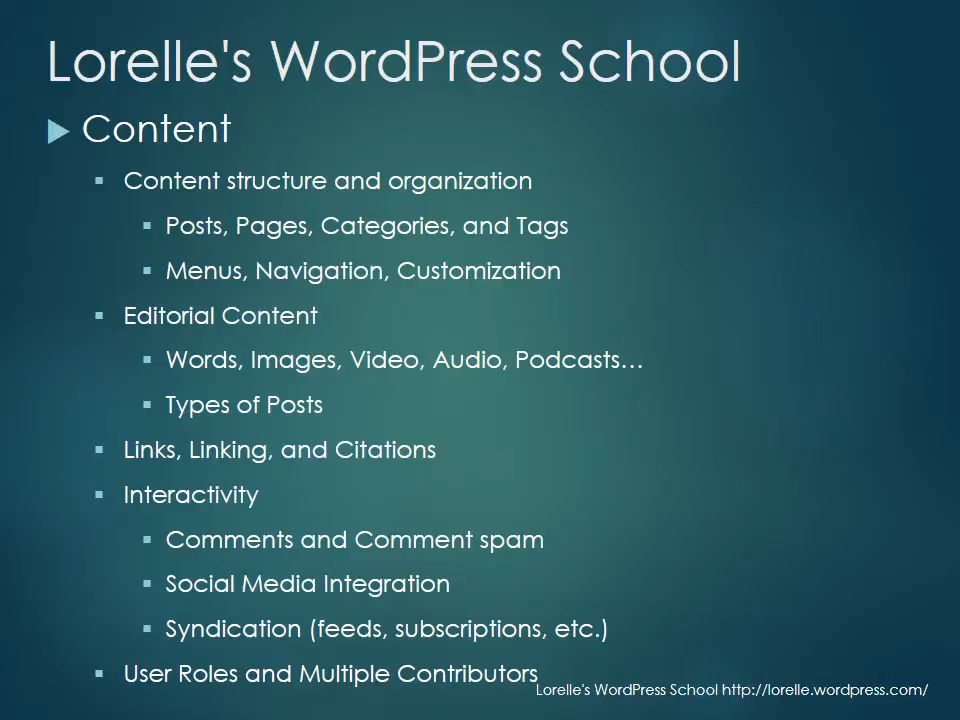 Lorelle's WordPress School
Content
Content structure and organization
Posts, Pages, Categories, and Tags
Menus, Navigation, Customization
Editorial Content
Words, Images, Video, Audio, Podcasts…
Types of Posts
Links, Linking, and Citations
Interactivity
Comments and Comment spam
Social Media Integration
Syndication (feeds, subscriptions, etc.)
User Roles and Multiple Contributors
Lorelle's WordPress School http://lorelle.wordpress.com/